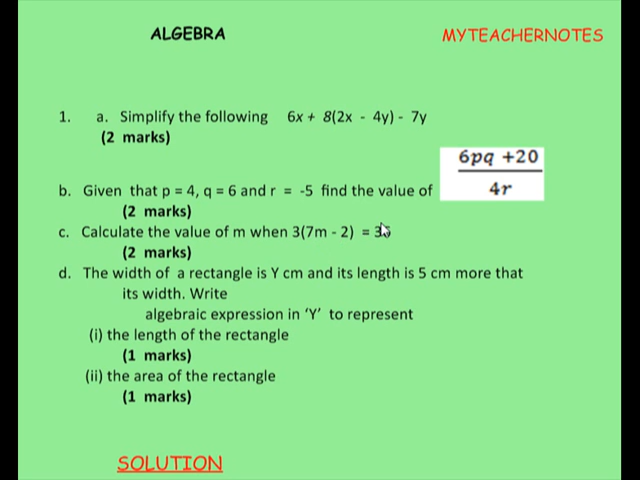 ALGEBRA
MYTEACHERNOTES
1. a. Simplify the following 6x + 8(2x - 4y) - 7y
(2 marks)
b. Given that p = 4, q = 6 and r = -5 find the value of
6pq +20
4r
(2 marks)
c. Calculate the value of m when 3(7m - 2) =
(2 marks)
d. The width of a rectangle is Y cm and its length is 5 cm more that
its width. Write
algebraic expression in ‘Y’ to represent
(i) the length of the rectangle
(1 marks)
(ii) the area of the rectangle
(1 marks)
SOLUTION